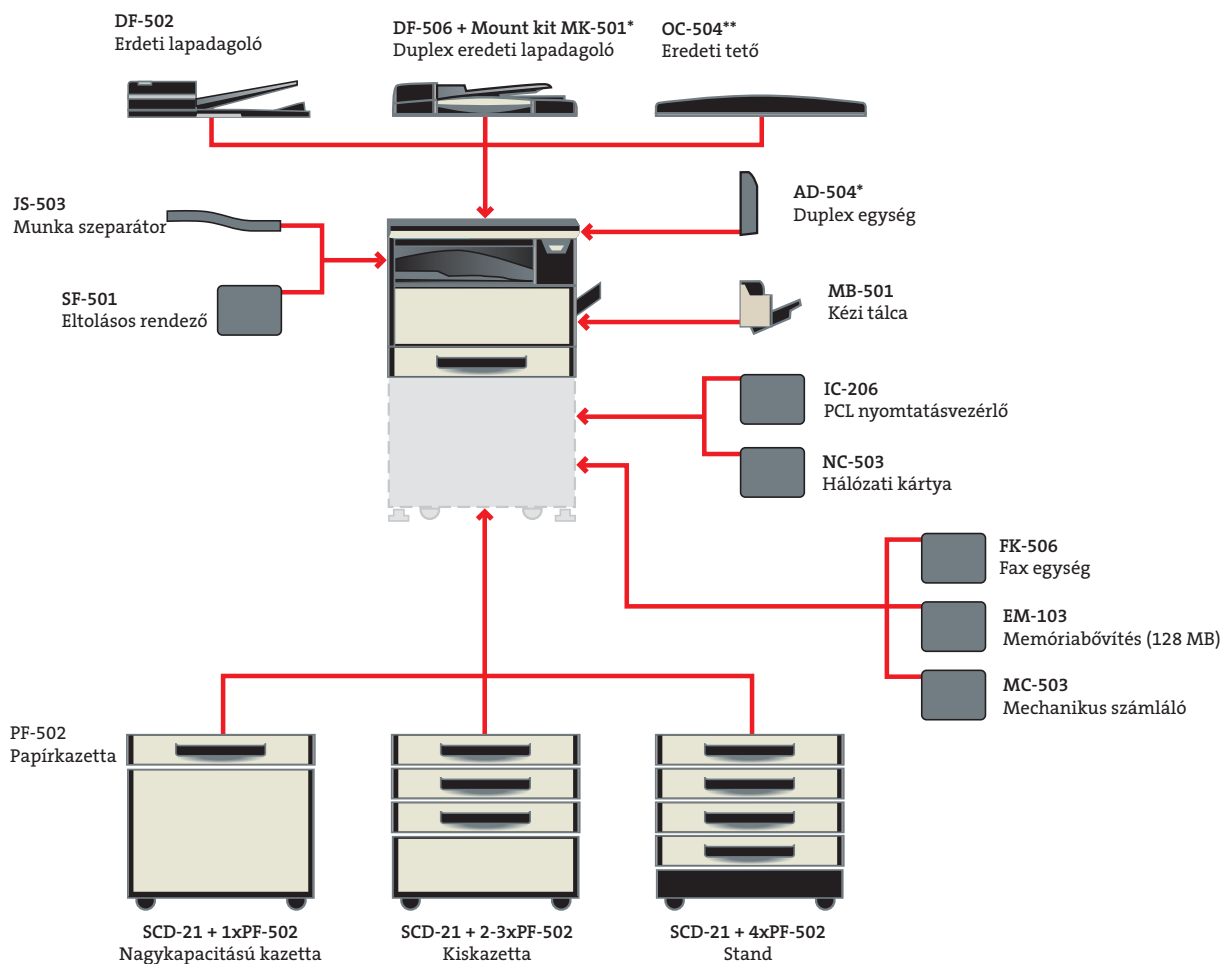 DF-502
Erdeti lapadagoló
DF-506 + Mount kit MK-501*
Duplex eredeti lapadagoló
OC-504**
Eredeti tető
JS-503
Munka szeparátor
SF-501
Eltolásos rendező
AD-504*
Duplex egység
MB-501
Kézi tálca
IC-206
PCL nyomtatásvezérlő
NC-503
Hálózati kártya
FK-506
Fax egység
EM-103
Memóriabővítés (128 MB)
MC-503
Mechanikus számláló
PF-502
Papírkazetta
SCD-21 + 1xPF-502
Nagykapacitású kazetta
SCD-21 + 2-3xPF-502
Kiskazetta
SCD-21 + 4xPF-502
Stand